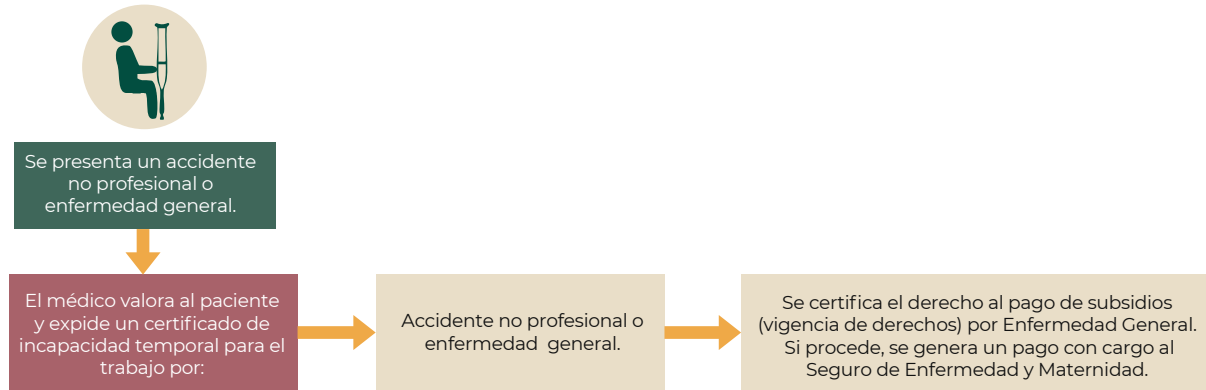 Se presenta un accidente
no profesional o
enfermedad general.
El médico valora al paciente
y expide un certificado de
incapacidad temporal para el
trabajo por:
Accidente no profesional o
enfermedad general.
Se certifica el derecho al pago de subsidios
(vigencia de derechos) por Enfermedad General.
Si procede, se genera un pago con cargo al
Seguro de Enfermedad y Maternidad.